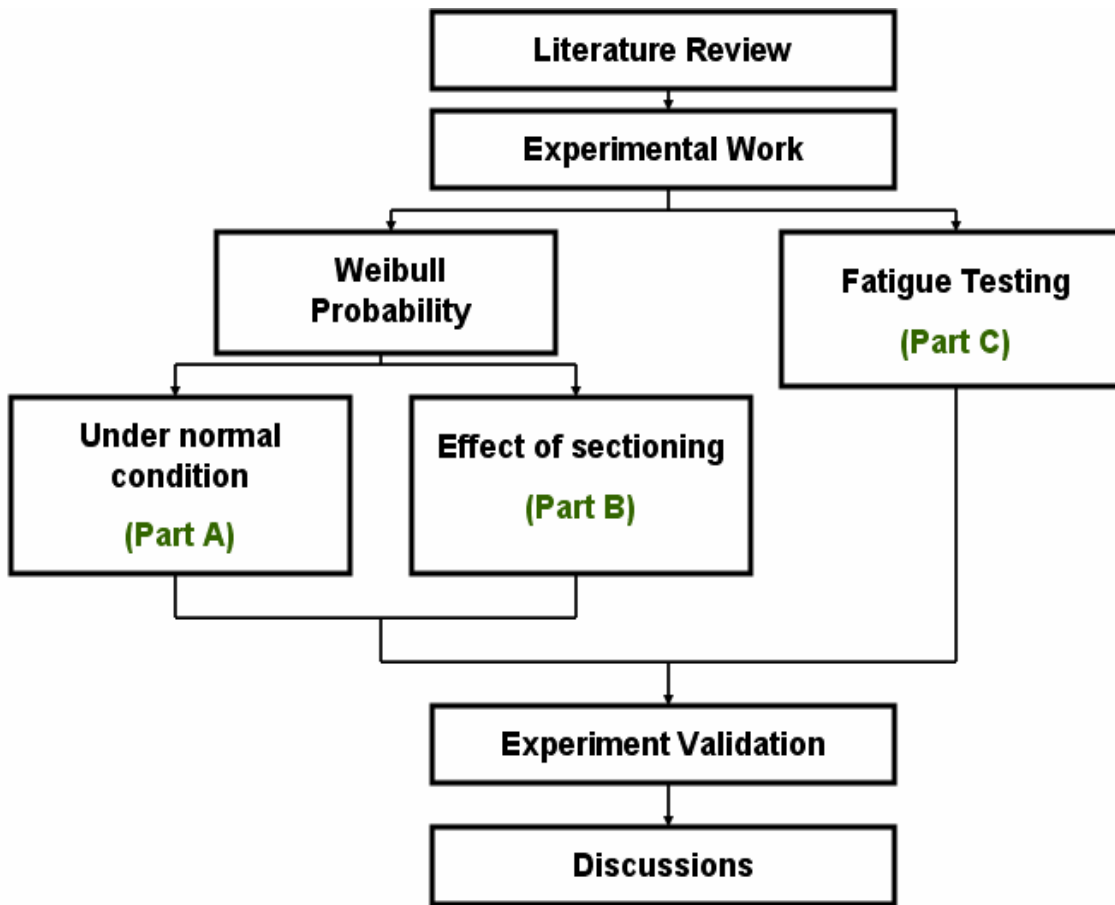 Literature Review
Experimental Work
Weibull
Probability
Fatigue Testing
(Part C)
Under normal
condition
(Part A)
Effect of sectioning
(Part B)
Experiment Validation
Discussions